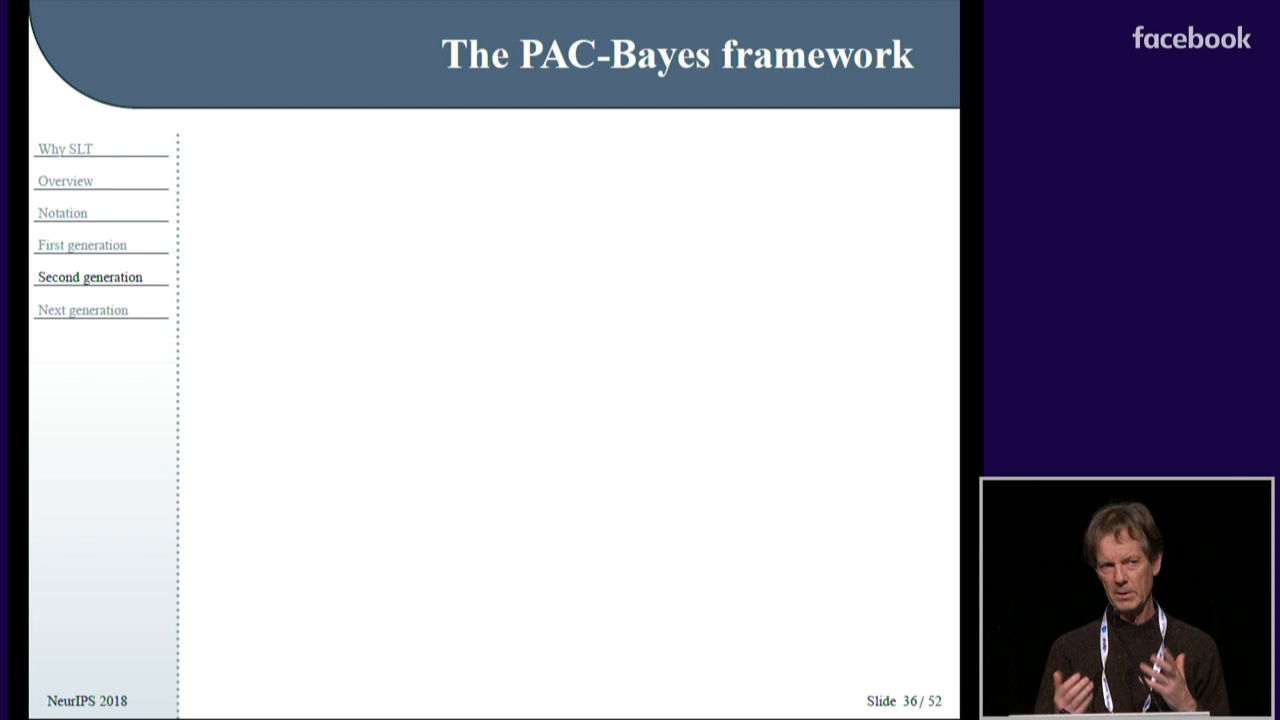 The PAC-Bayes framework
facebook
Why SLT
Overview
Notation
First generation
Second generation
Next generation
NeurIPS 2018
Slide 36 / 52